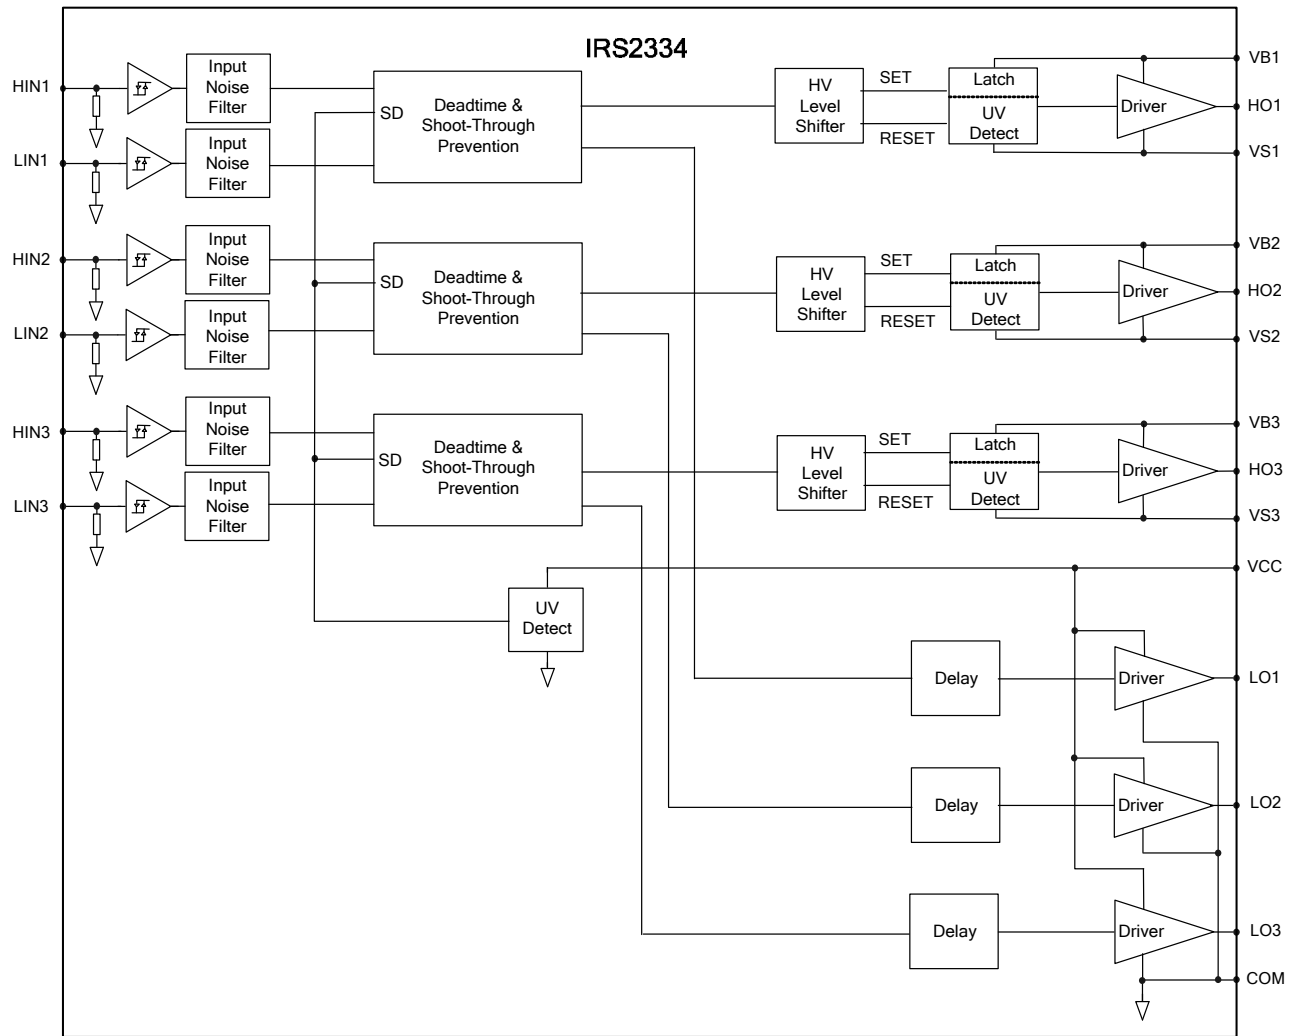 IRS2334
HIN1
Input
Noise
Filter
LIN1
Input
Noise
Filter
SD
Deadtime &
Shoot-Through
Prevention
HV
Level
Shifter
SET
RESET
Latch
UV
Detect
Driver
VB1
HO1
VS1
HIN2
Input
Noise
Filter
LIN2
Input
Noise
Filter
SD
Deadtime &
Shoot-Through
Prevention
HV
Level
Shifter
SET
RESET
Latch
UV
Detect
Driver
VB2
HO2
VS2
HIN3
Input
Noise
Filter
LIN3
Input
Noise
Filter
SD
Deadtime &
Shoot-Through
Prevention
HV
Level
Shifter
SET
RESET
Latch
UV
Detect
Driver
VB3
HO3
VS3
VCC
UV
Detect
Delay
Driver
LO1
Delay
Driver
LO2
Delay
Driver
LO3
COM